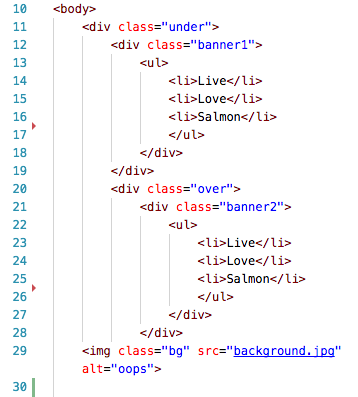 10 <body>
11 <div class="under">
12 <div class="banner1">
13 <ul>
14 <li>Live</li>
15 <li>Love</li>
16 <li>Salmon</li>
17 </ul>
18 </div>
19 </div>
20 <div class="over">
21 <div class="banner2">
22 <ul>
23 <li>Live</li>
24 <li>Love</li>
25 <li>Salmon</li>
26 </ul>
27 </div>
28 </div>
29 <img class="bg" src="background.jpg"
alt="oops">
30